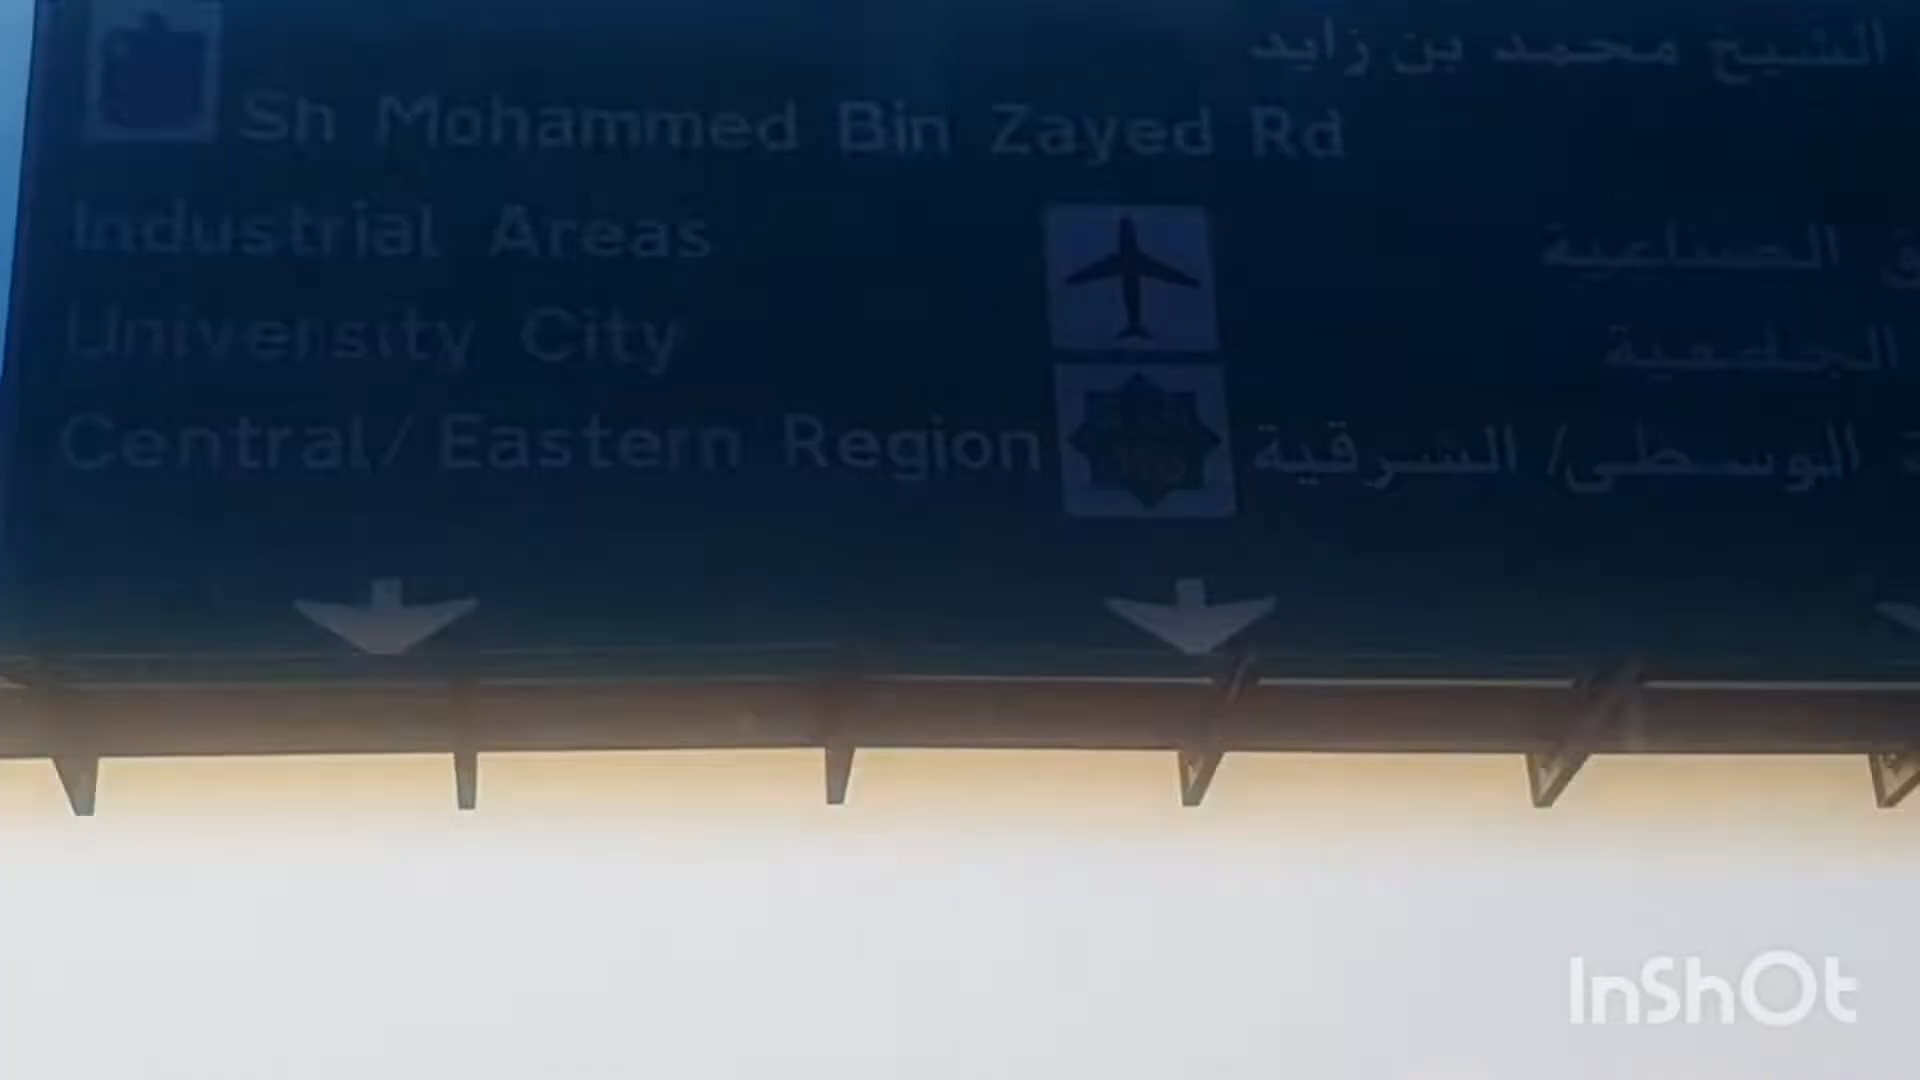 الشيخ محمد بن زايد
Sh Mohammed Bin Zayed Rd
Industrial Areas
الصناعية
University City
الجامعية
Central/Eastern Region
الوسطى/ الشرقية
InShOt